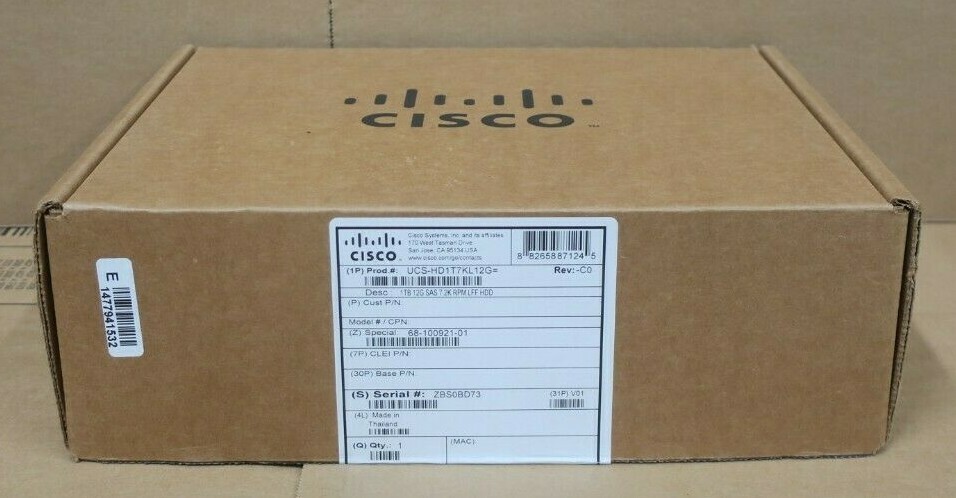 CISCO
TM
CISCO
Cisco Systems, Inc. and its affiliates
170 West Tasman Drive
San Jose, CA 95134 USA
www.cisco.com/go/contacts
8 82658 87124 5
(1P) Prod.#: UCS-HD1T7KL12G=
Rev:-C0
Desc.: 1TB 12G SAS 7.2K RPM LFF HDD
(P) Cust P/N:
Model # / CPN:
(Z) Special: 68-100921-01
(7P) CLEI P/N:
(30P) Base P/N:
(S) Serial #: ZBS0BD73
(31P) V01
(4L) Made in
Thailand
(Q) Qty.: 1
(MAC):
E
1477941532